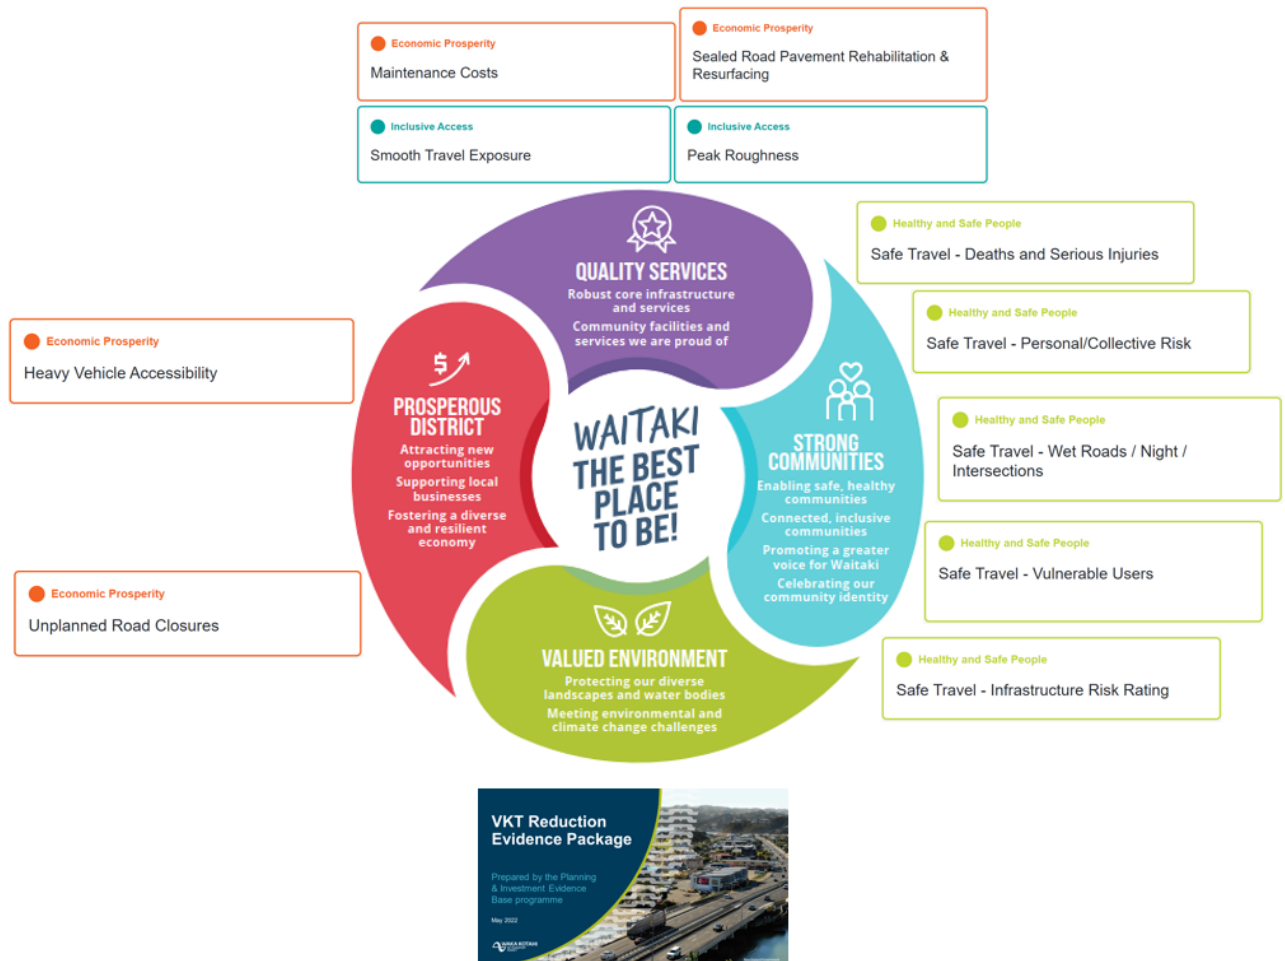 Economic Prosperity
Maintenance Costs
Economic Prosperity
Sealed Road Pavement Rehabilitation &
Resurfacing
Inclusive Access
Smooth Travel Exposure
Inclusive Access
Peak Roughness
QUALITY SERVICES
Robust core infrastructure
and services
Community facilities and
services we are proud of
Healthy and Safe People
Safe Travel - Deaths and Serious Injuries
Healthy and Safe People
Safe Travel - Personal/Collective Risk
Healthy and Safe People
Safe Travel - Wet Roads / Night /
Intersections
Healthy and Safe People
Safe Travel - Vulnerable Users
Healthy and Safe People
Safe Travel - Infrastructure Risk Rating
Economic Prosperity
Heavy Vehicle Accessibility
Economic Prosperity
Unplanned Road Closures
$
PROSPEROUS
DISTRICT
Attracting new
opportunities
Supporting local
businesses
Fostering a diverse
and resilient
economy
WAITAKI
THE BEST
PLACE
TO BE!
STRONG
COMMUNITIES
Enabling safe, healthy
communities
Connected, inclusive
communities
Promoting a greater
voice for Waitaki
Celebrating our
community identity
VALUED ENVIRONMENT
Protecting our diverse
landscapes and water bodies
Meeting environmental and
climate change challenges
VKT Reduction
Evidence Package
Prepared by the Planning
& Investment Evidence
Base programme
May 2022
WAKA KOTAHI